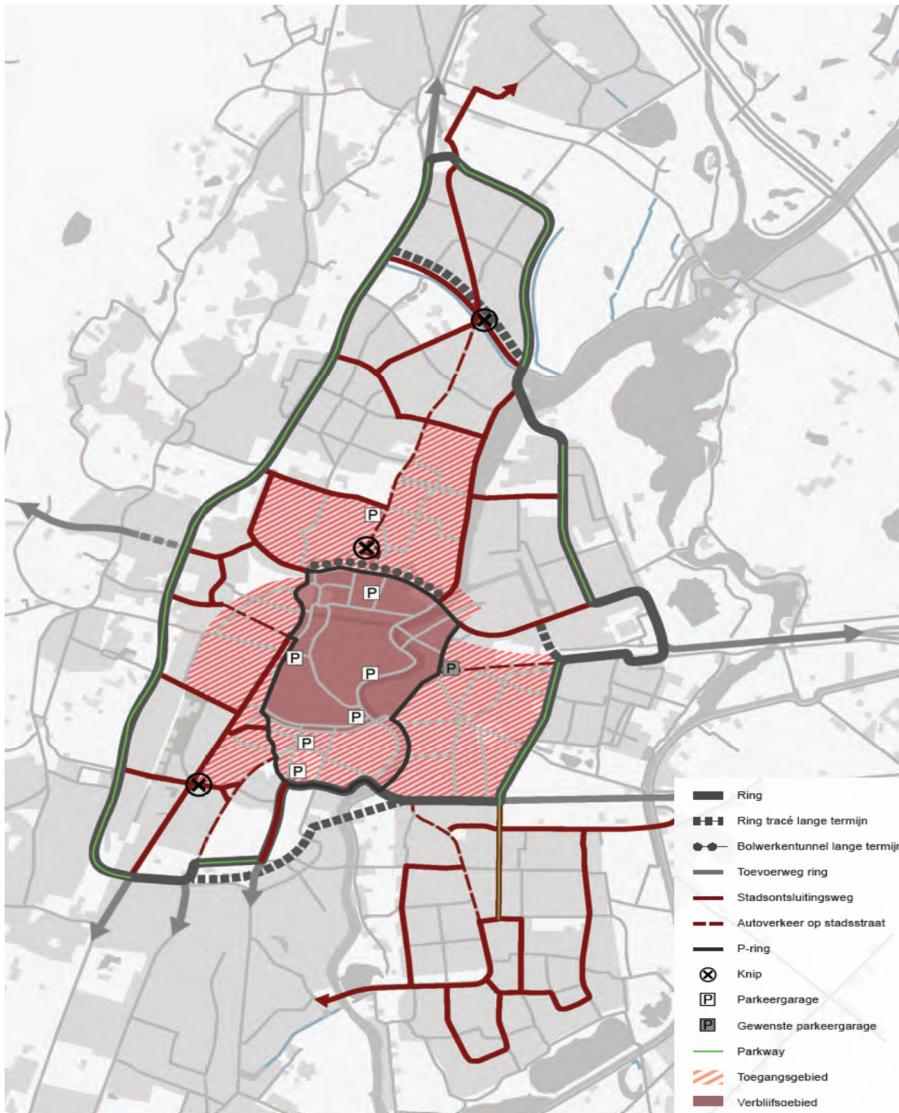 P
P
P
P
P
P
P
P
Ring
Ring tracé lange termijn
Bolwerkentunnel lange termijn
Toevoerweg ring
Stadsontsluitingsweg
Autoverkeer op stadsstraat
P-ring
Knip
P Parkeergarage
P Gewenste parkeergarage
Parkway
Toegangsgebied
Verblijfsgebied